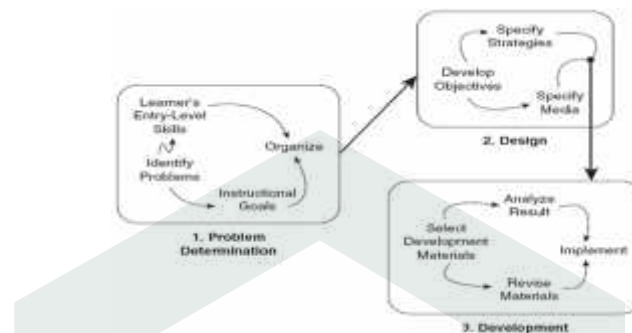 Learner's
Entry-Level
Skills
Identify
Problems
Instructional
Goals
Organize
1. Problem
Determination
Specify
Strategies
Develop
Objectives
Specify
Media
2. Design
Analyze
Result
Select
Development
Materials
Implement
Revise
Materials
3. Development